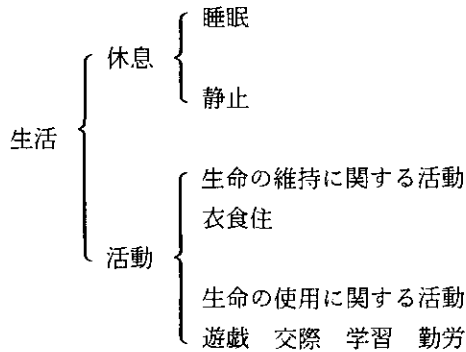 睡眠
休息
静止
生活
生命の維持に関する活動
衣食住
活動
生命の使用に関する活動
遊戯 交際 学習 勤労